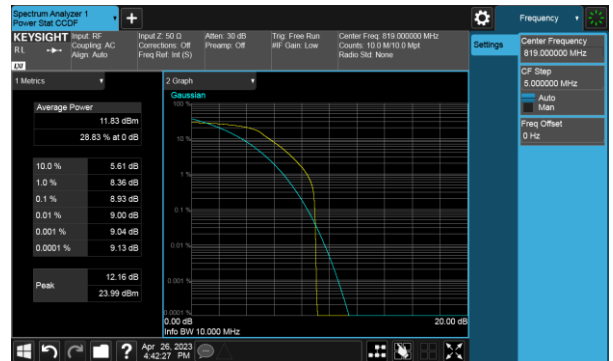 Spectrum Analyzer 1
Power Stat CCDF
Frequency
KEYSIGHT
R L
Input: RF
Coupling: AC
Align: Auto
Input Z: 50 Ω
Corrections: Off
Freq Ref: Int (S)
Atten: 30 dB
Preamp: Off
Trig: Free Run
#IF Gain: Low
Center Freq: 819.000000 MHz
Counts: 10.0 M/10.0 Mpt
Radio Std: None
Settings
Center Frequency
819.000000 MHz
CF Step
5.000000 MHz
Auto
Man
Freq Offset
0 Hz
1 Metrics
Average Power
11.83 dBm
28.83 % at 0 dB
10.0 % 5.61 dB
1.0 % 8.36 dB
0.1 % 8.93 dB
0.01 % 9.00 dB
0.001 % 9.04 dB
0.0001 % 9.13 dB
Peak 12.16 dB
23.99 dBm
2 Graph
Gaussian
100 %
10 %
1 %
0.1 %
0.01 %
0.001 %
0.0001 %
0.00 dB 20.00 dB
Info BW 10.000 MHz
Apr 26, 2023
4:42:27 PM